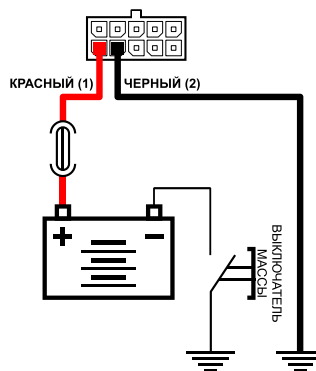 КРАСНЫЙ (1)
ЧЕРНЫЙ (2)
+
–
ВЫКЛЮЧАТЕЛЬ
МАССЫ